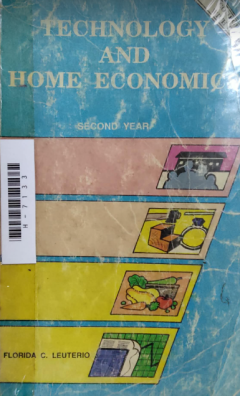 TECHNOLOGY
AND
HOME ECONOMIC
SECOND YEAR
FLORIDA C. LEUTERIO